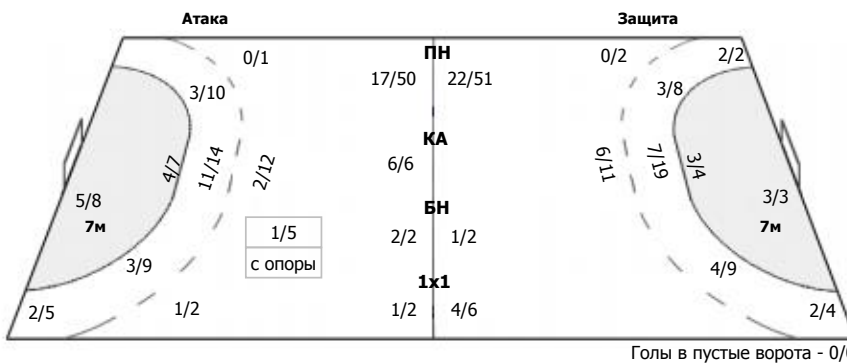 Атака
Защита
0/1
ПН
0/2
2/2
17/50
22/51
3/10
3/8
КА
4/7
11/14
2/12
6/6
6/11
7/19
3/4
5/8
7м
3/3
7м
БН
1/5
с опоры
2/2
1/2
3/9
4/9
1х1
2/5
1/2
1/2
4/6
2/4
Голы в пустые ворота - 0/